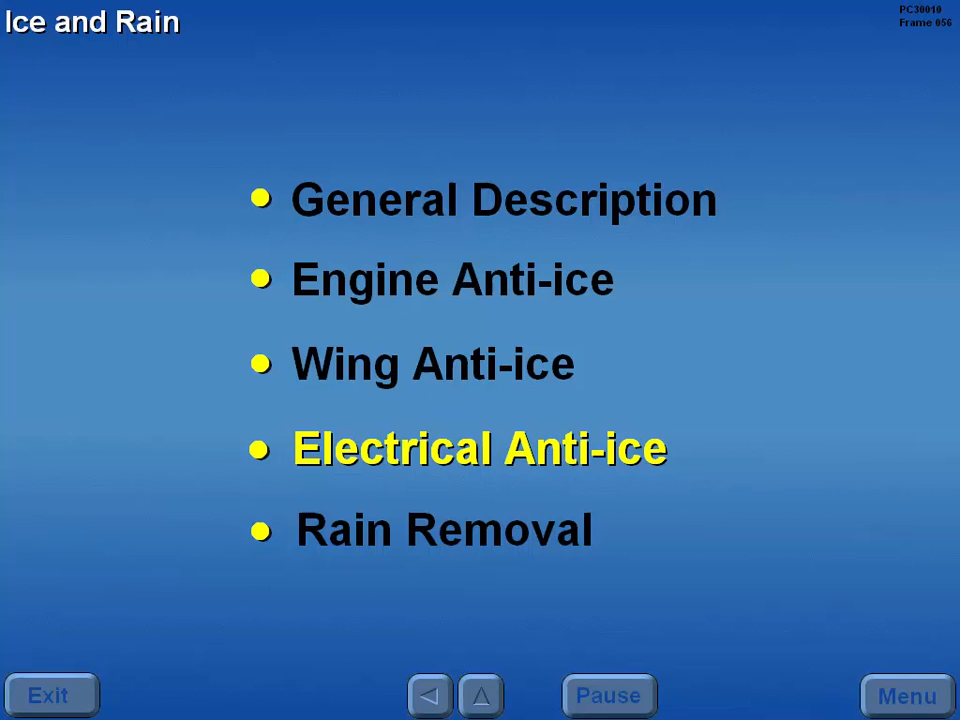 Ice and Rain
PC30010
Frame 056
General Description
Engine Anti-ice
Wing Anti-ice
Electrical Anti-ice
Rain Removal
Exit
Pause
Menu